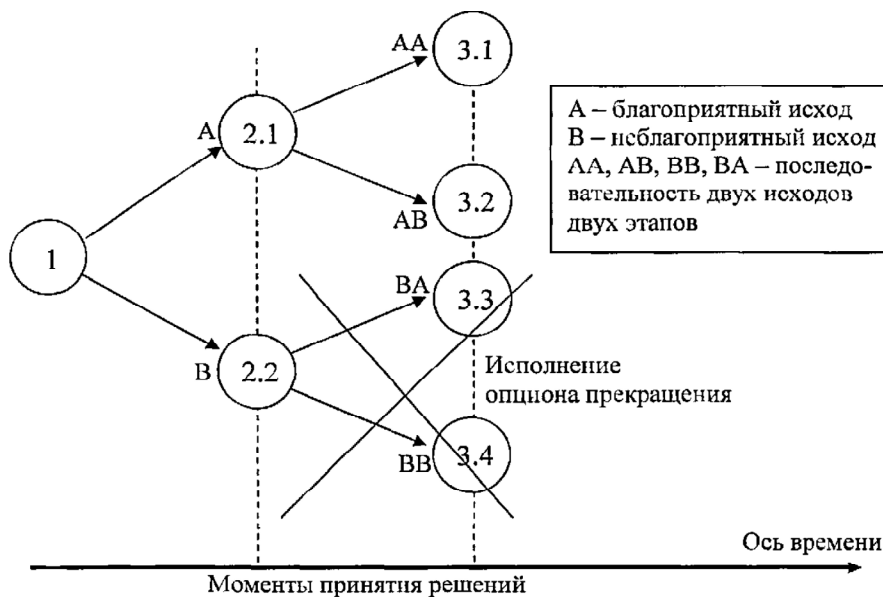 AA
3.1
A – благоприятный исход
B – неблагоприятный исход
AA, AB, BB, BA – последо-
вательность двух исходов
двух этапов
A
2.1
AB
3.2
1
BA
3.3
B
2.2
Исполнение
опциона прекращения
BB
3.4
Ось времени
Моменты принятия решений